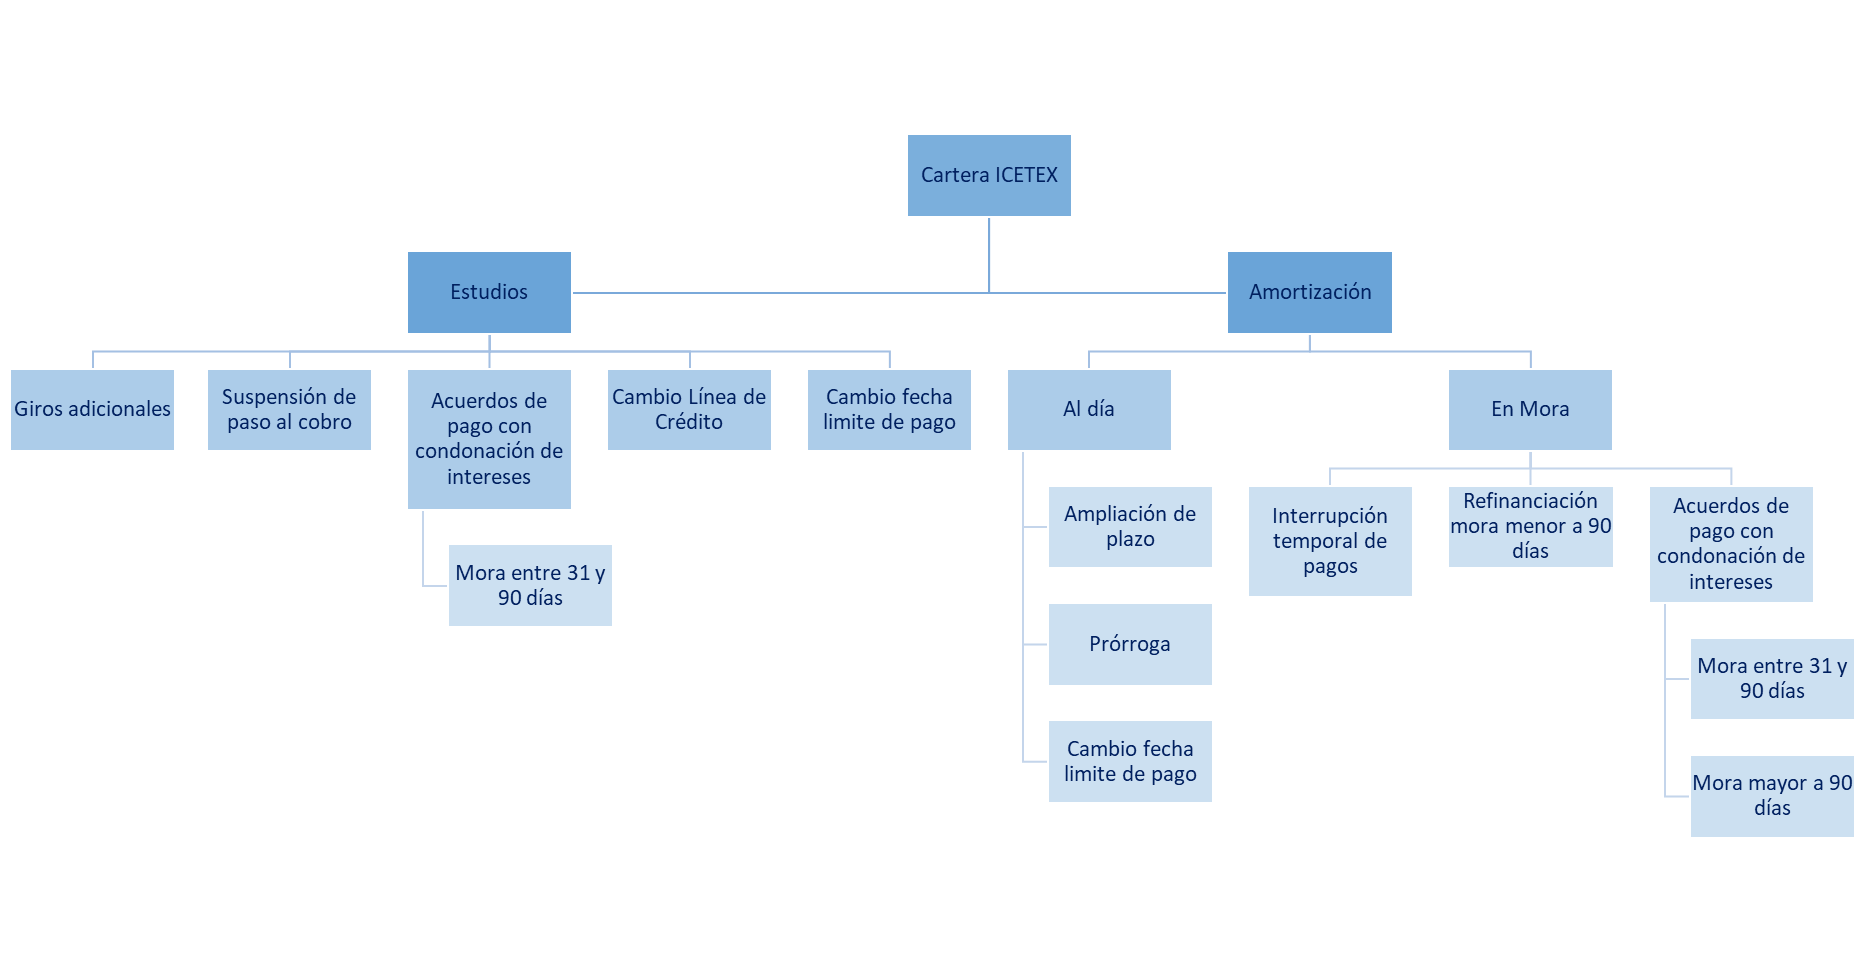 Cartera ICETEX
Estudios
Amortización
Giros adicionales
Suspensión de
paso al cobro
Acuerdos de
pago con
condonación de
intereses
Cambio Línea de
Crédito
Cambio fecha
limite de pago
Al día
En Mora
Mora entre 31 y
90 días
Ampliación de
plazo
Prórroga
Cambio fecha
limite de pago
Interrupción
temporal de
pagos
Refinanciación
mora menor a 90
días
Acuerdos de
pago con
condonación de
intereses
Mora entre 31 y
90 días
Mora mayor a 90
días